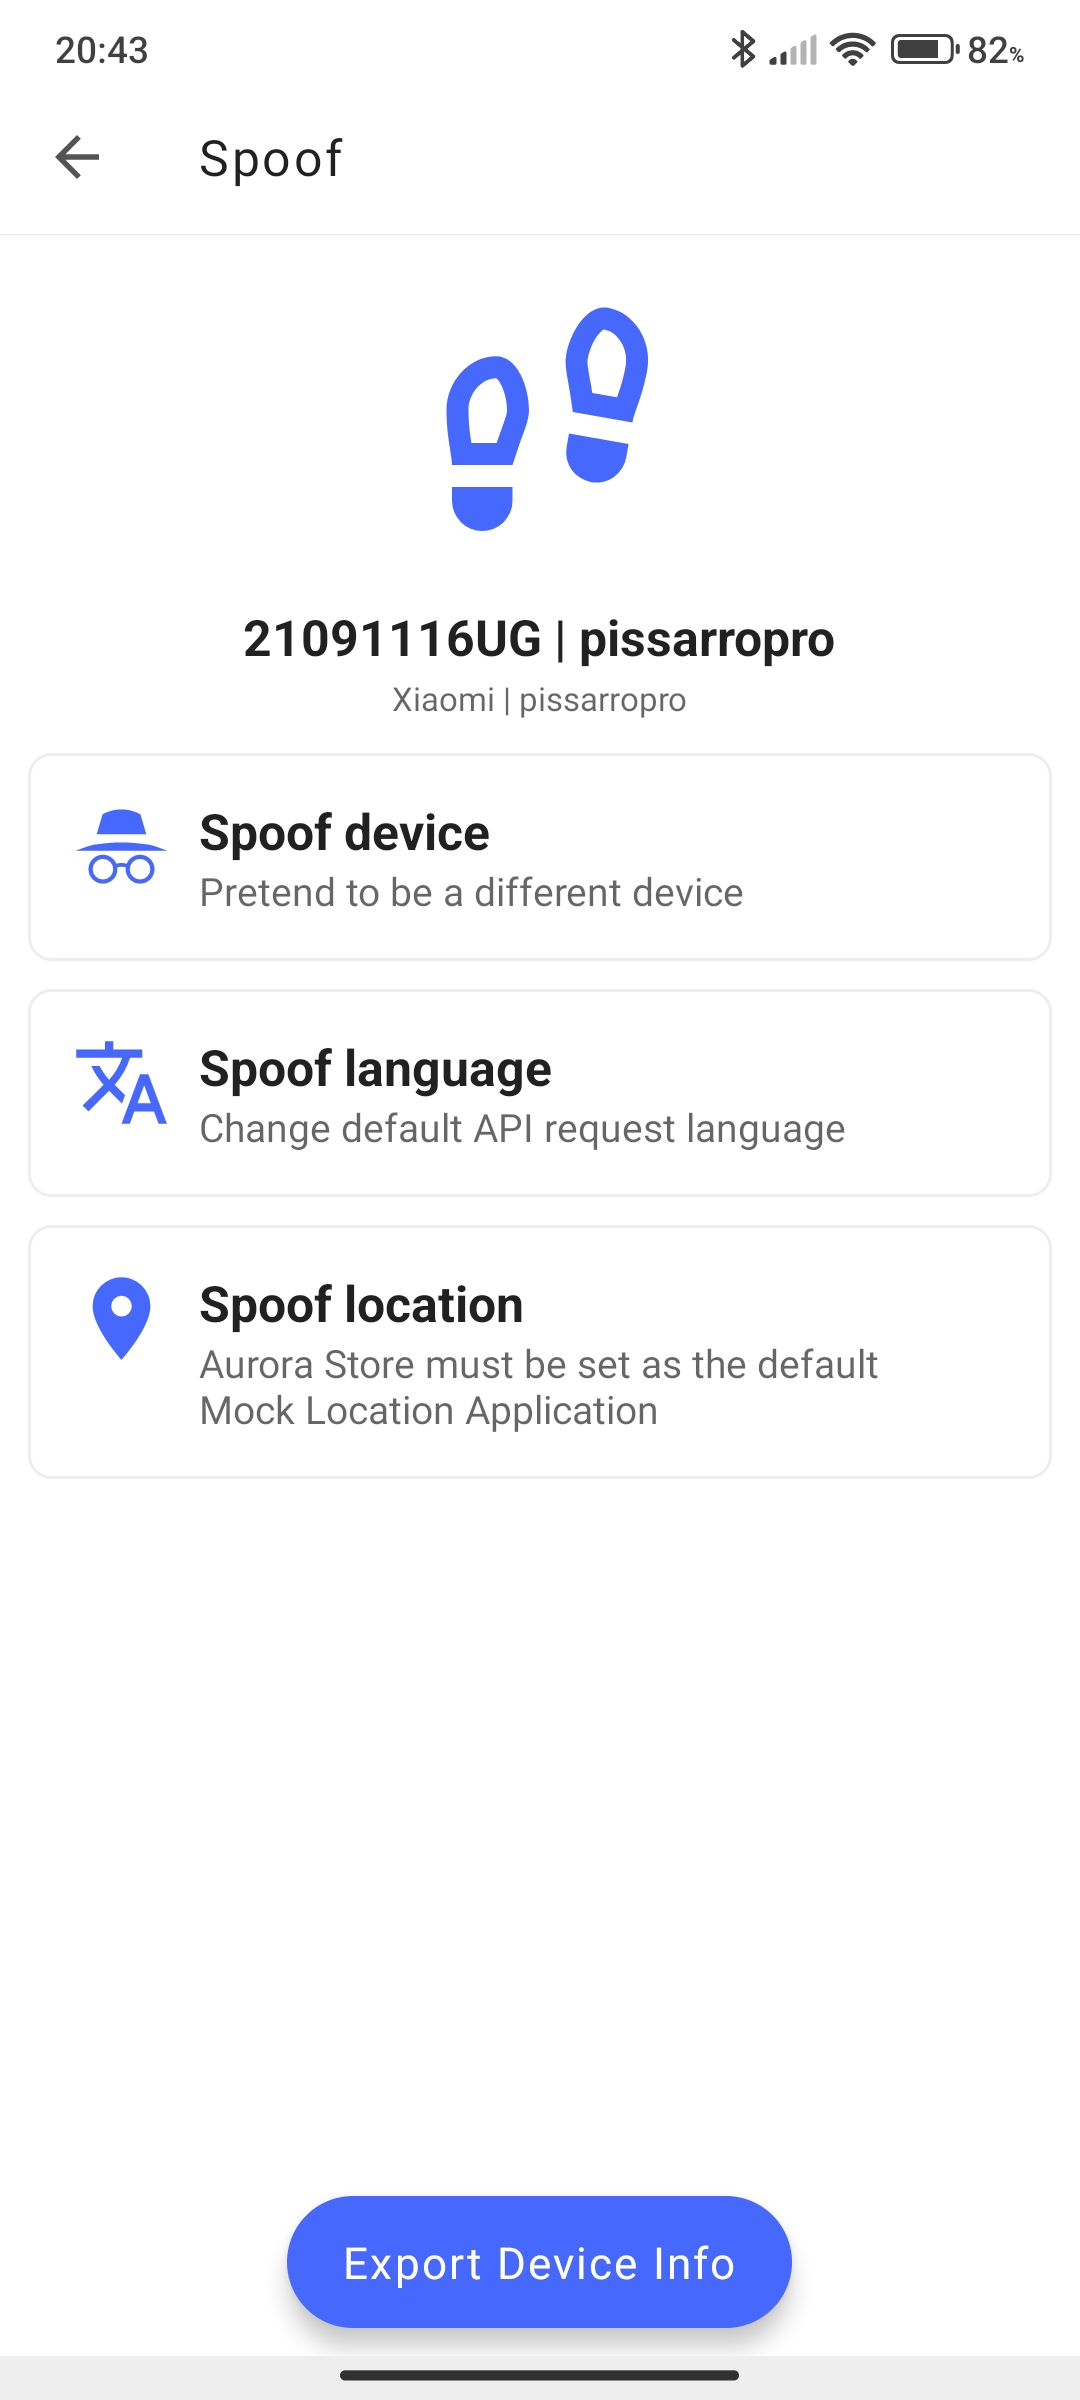 20:43
82%
Spoof
21091116UG | pissarropro
Xiaomi | pissarropro
Spoof device
Pretend to be a different device
Spoof language
Change default API request language
Spoof location
Aurora Store must be set as the default
Mock Location Application
Export Device Info